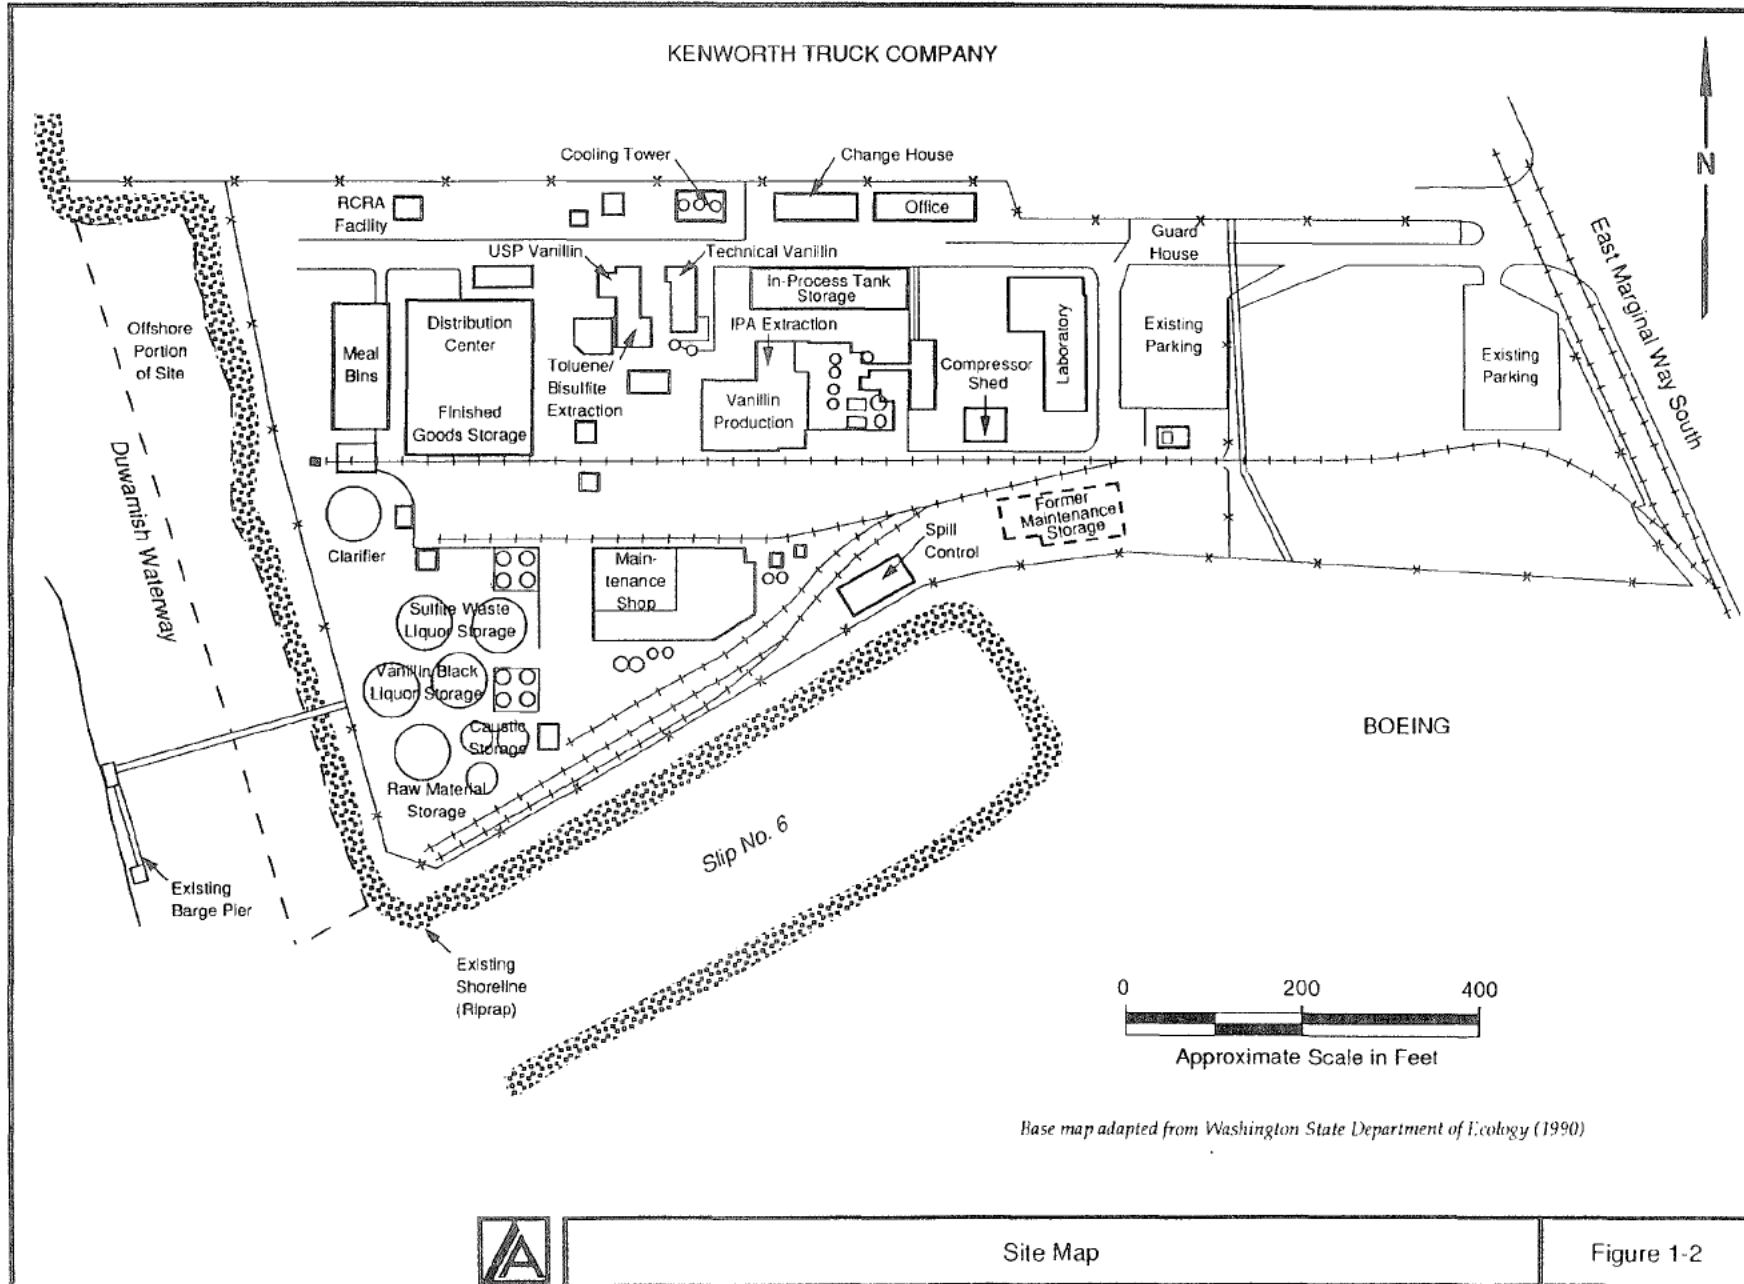 KENWORTH TRUCK COMPANY
N
Cooling Tower
Change House
RCRA
Facility
Office
Guard
House
USP Vanillin
Technical Vanillin
In-Process Tank
Storage
East Marginal Way South
Offshore
Portion
of Site
Meal
Bins
Distribution
Center
Finished
Goods Storage
Toluene/
Bisulfite
Extraction
IPA Extraction
Vanillin
Production
Compressor
Shed
Laboratory
Existing
Parking
Existing
Parking
Duwamish Waterway
Clarifier
Former
Maintenance
Storage
Spill
Control
Main-
tenance
Shop
Sulfite Waste
Liquor Storage
Vanillin Black
Liquor Storage
Caustic
Storage
Raw Material
Storage
BOEING
Slip No. 6
Existing
Barge Pier
Existing
Shoreline
(Riprap)
0 200 400
Approximate Scale in Feet
Base map adapted from Washington State Department of Ecology (1990)
A
Site Map
Figure 1-2